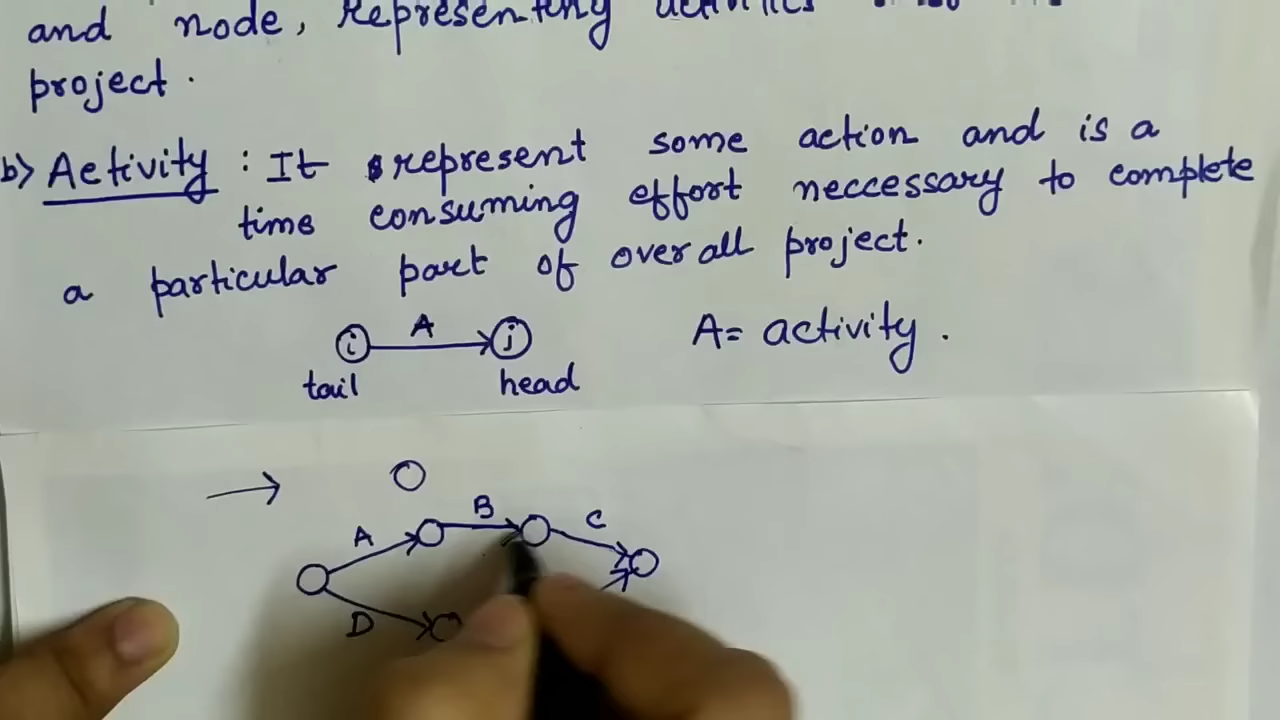 and node, representing
project.
b) Activity : It represent some action and is a
time consuming effort neccessary to complete
a particular part of overall project.
A
i j
tail head
A= activity.
B
A C
D